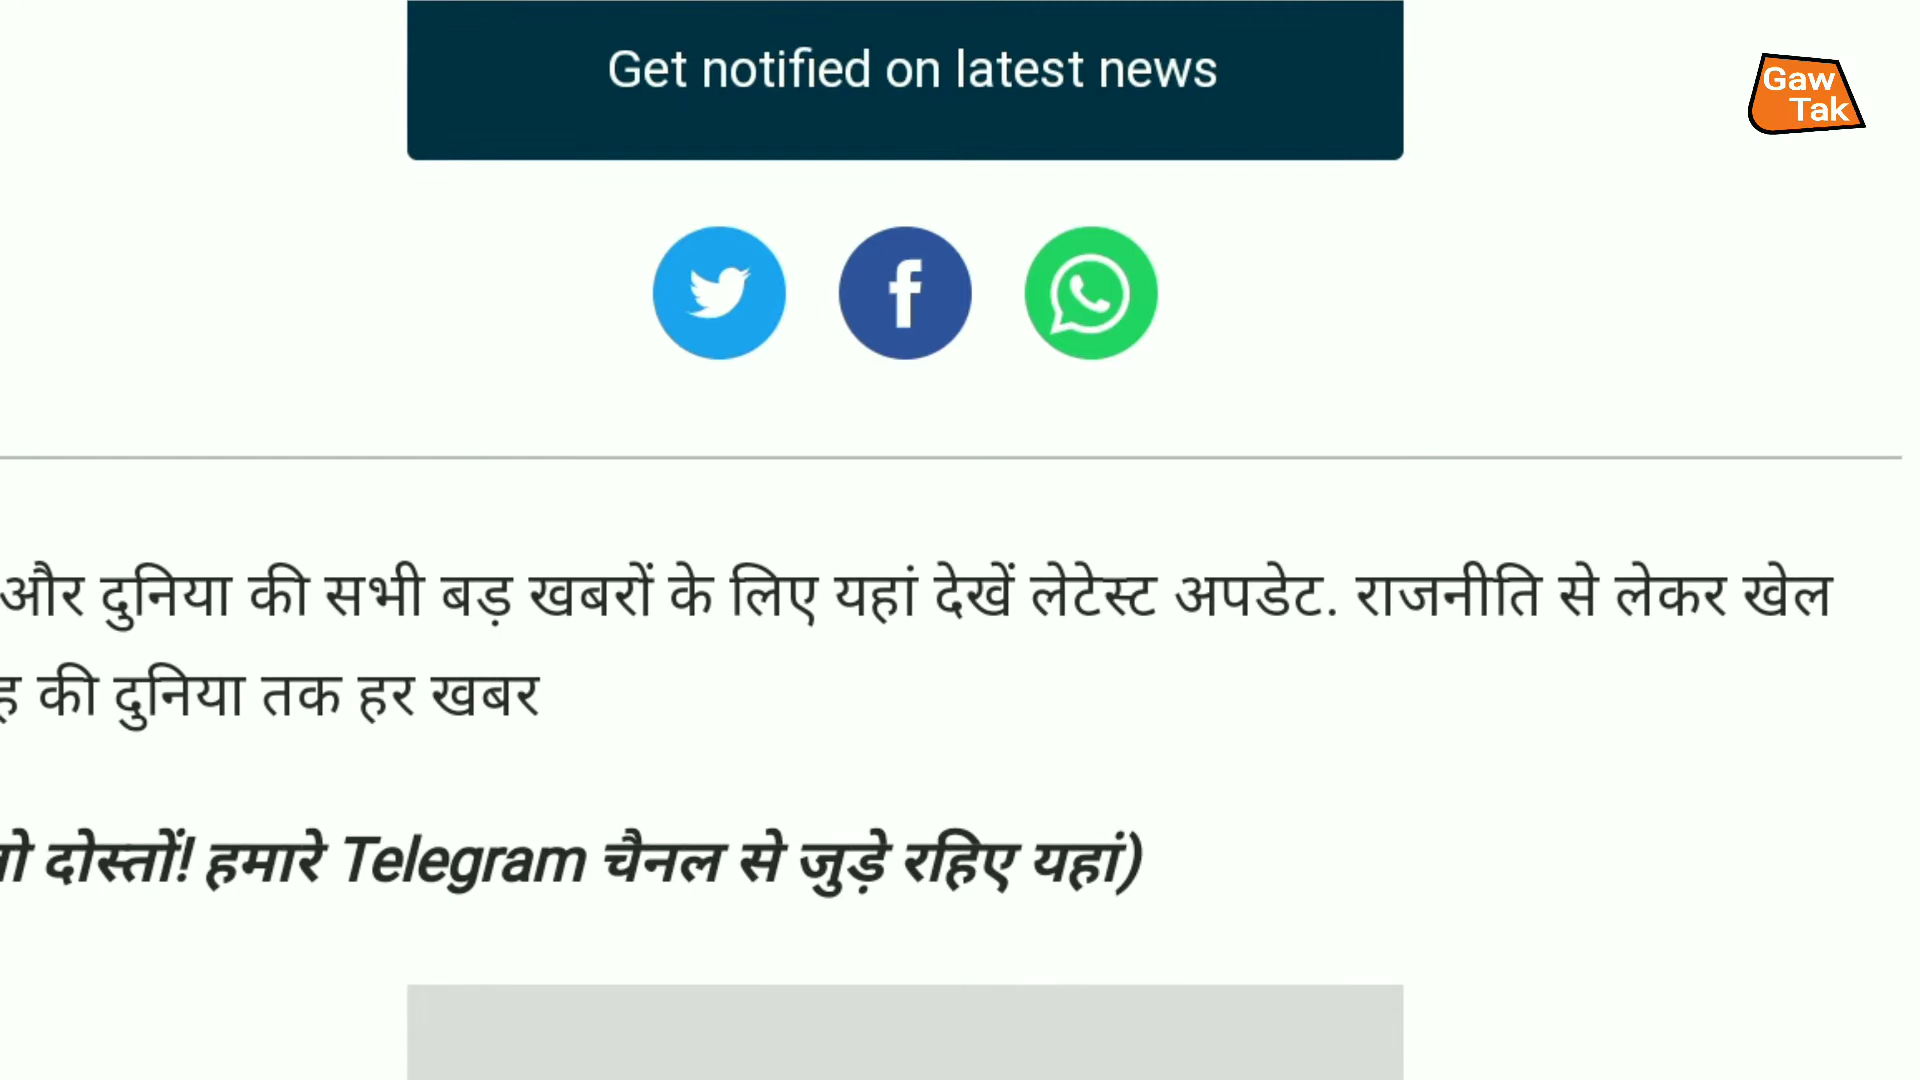 Get notified on latest news
Gaw
Tak
और दुनिया की सभी बड़ खबरों के लिए यहां देखें लेटेस्ट अपडेट. राजनीति से लेकर खेल
की दुनिया तक हर खबर
दोस्तों! हमारे Telegram चैनल से जुड़े रहिए यहां)